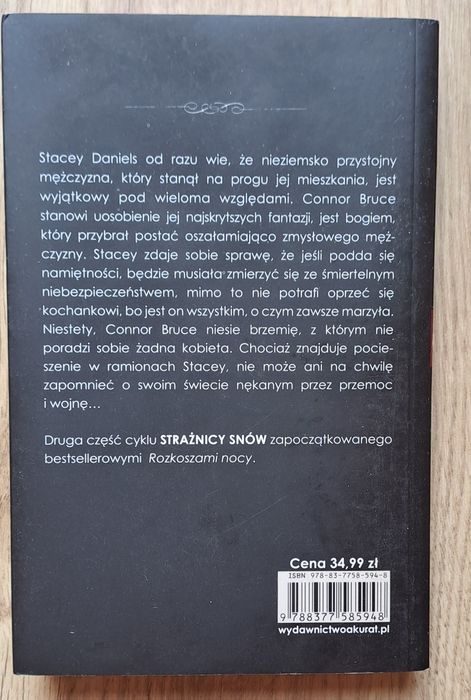 Stacey Daniels od razu wie, że nieziemsko przystojny
mężczyzna, który stanął na progu jej mieszkania, jest
wyjątkowy pod wieloma względami. Connor Bruce
stanowi uosobienie jej najskrytszych fantazji, jest bogiem,
który przybrał postać oszałamiająco zmysłowego męż-
czyzny. Stacey zdaje sobie sprawę, że jeśli podda się
namiętności, będzie musiała zmierzyć się ze śmiertelnym
niebezpieczeństwem, mimo to nie potrafi oprzeć się
kochankowi, bo jest on wszystkim, o czym zawsze marzyła.
Niestety, Connor Bruce niesie brzemię, z którym nie
poradzi sobie żadna kobieta. Chociaż znajduje pocie-
szenie w ramionach Stacey, nie może ani na chwilę
zapomnieć o swoim świecie nękanym przez przemoc
i wojnę...
Druga część cyklu STRAŻNICY SNÓW zapoczątkowanego
bestsellerowymi Rozkoszami nocy.
Cena 34,99 zł
ISBN 978-83-7758-594-8
9 788377 585948
wydawnictwoakurat.pl